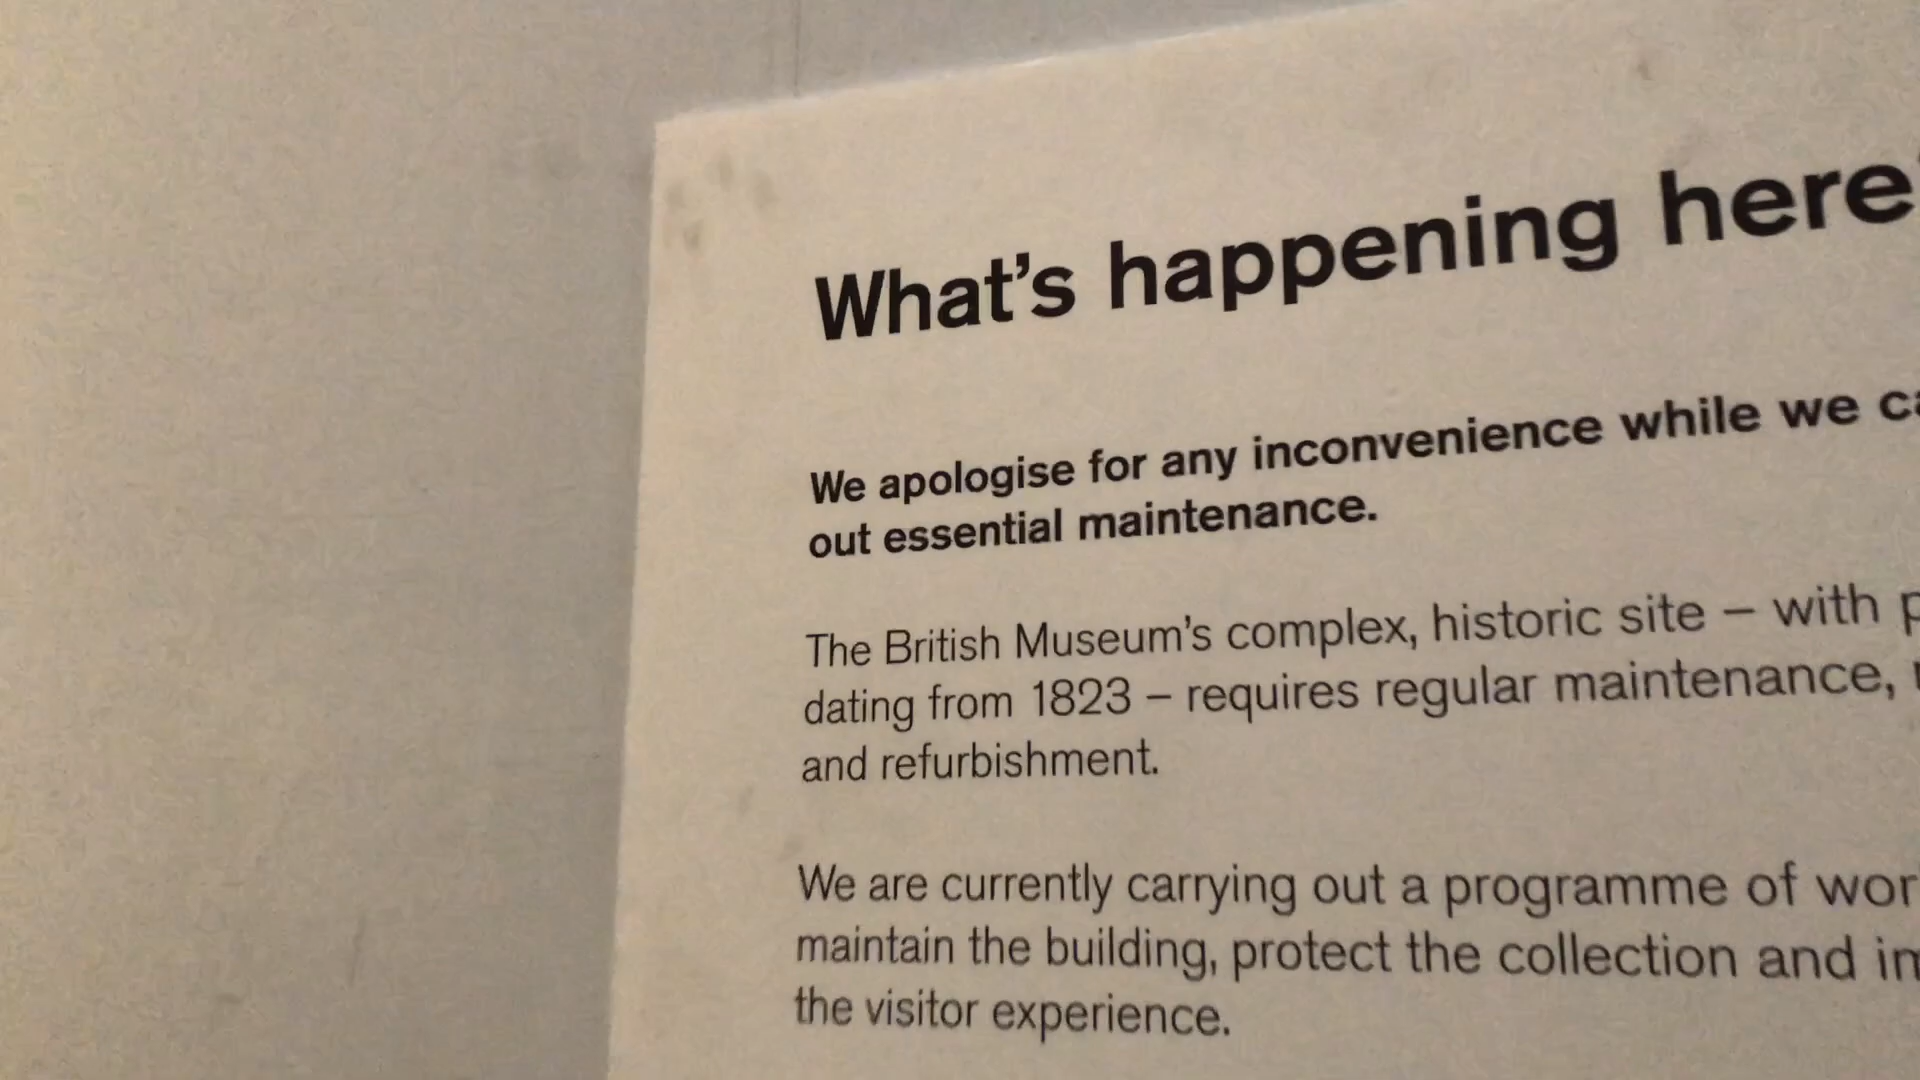 What's happening here
We apologise for any inconvenience while we
out essential maintenance.
The British Museum's complex, historic site – with
dating from 1823 – requires regular maintenance,
and refurbishment.
We are currently carrying out a programme of
maintain the building, protect the collection and
the visitor experience.